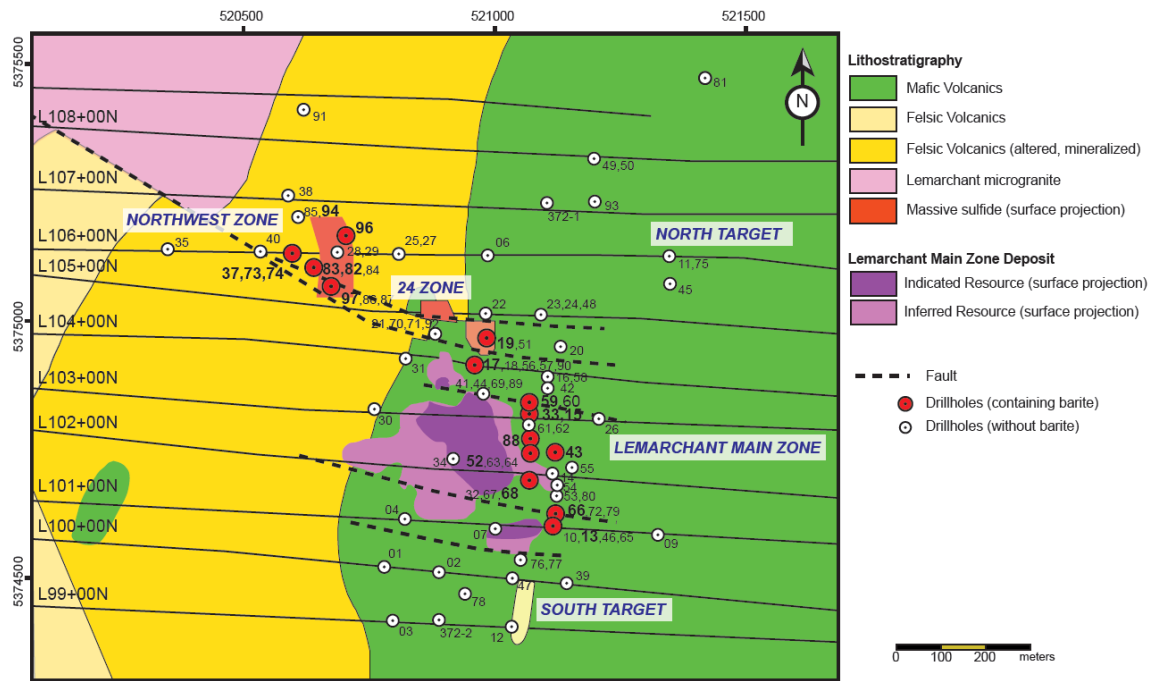 520500
521000
521500
5375500
5375000
5374500
L108+00N
L107+00N
L106+00N
L105+00N
L104+00N
L103+00N
L102+00N
L101+00N
L100+00N
L99+00N
81
91
49,50
38
372-1
93
NORTHWEST ZONE
85,94
96
35
40
28,29
25,27
06
NORTH TARGET
11,75
37,73,74
83,82,84
45
24 ZONE
97,86,87
22
23,24,48
21,70,71,92
19,51
20
31
17,18,56,57,90
16,58
41,44,69,89
42
59,60
30
33,15
26
61,62
88
LEMARCHANT MAIN ZONE
43
34
52,63,64
55
14
54
32,67,68
53,80
04
66,72,79
07
10,13,46,65
09
01
76,77
02
47
39
78
SOUTH TARGET
03
372-2
12
N
Lithostratigraphy
Mafic Volcanics
Felsic Volcanics
Felsic Volcanics (altered, mineralized)
Lemarchant microgranite
Massive sulfide (surface projection)
Lemarchant Main Zone Deposit
Indicated Resource (surface projection)
Inferred Resource (surface projection)
Fault
Drillholes (containing barite)
Drillholes (without barite)
0 100 200 meters